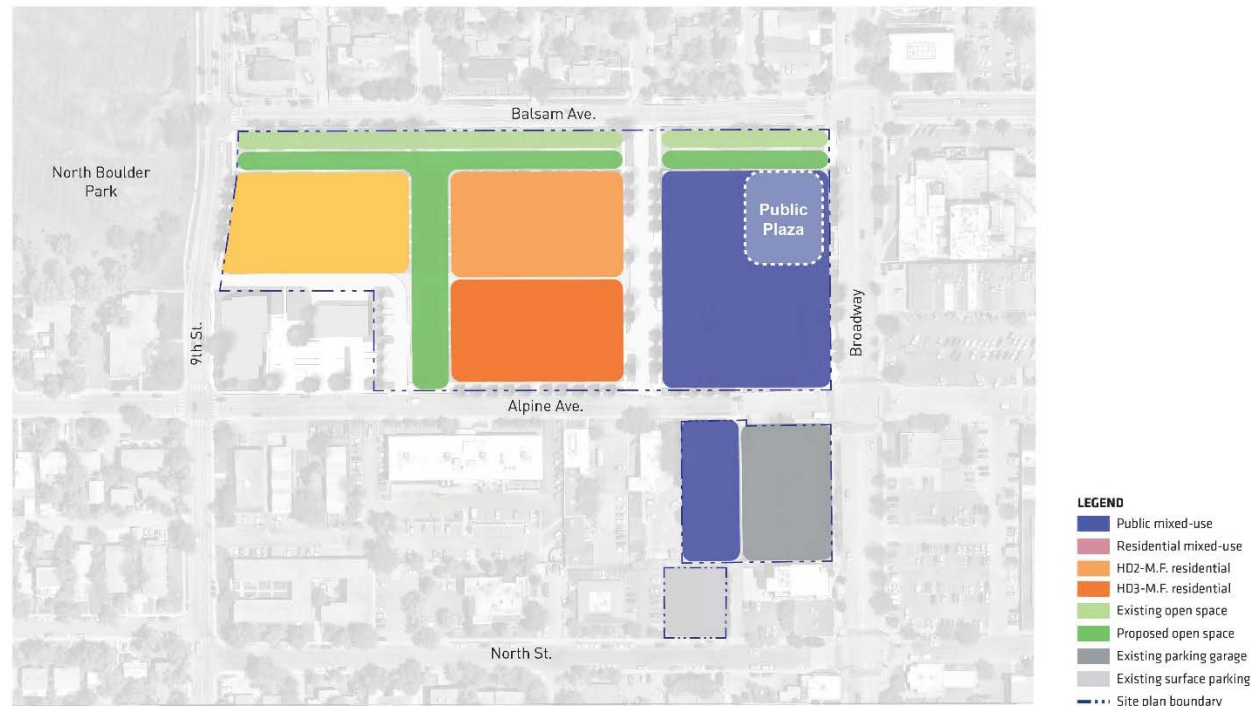 Balsam Ave.
North Boulder
Park
Public
Plaza
9th St.
Broadway
Alpine Ave.
North St.
LEGEND
Public mixed-use
Residential mixed-use
HD2-M.F. residential
HD3-M.F. residential
Existing open space
Proposed open space
Existing parking garage
Existing surface parking
Site plan boundary